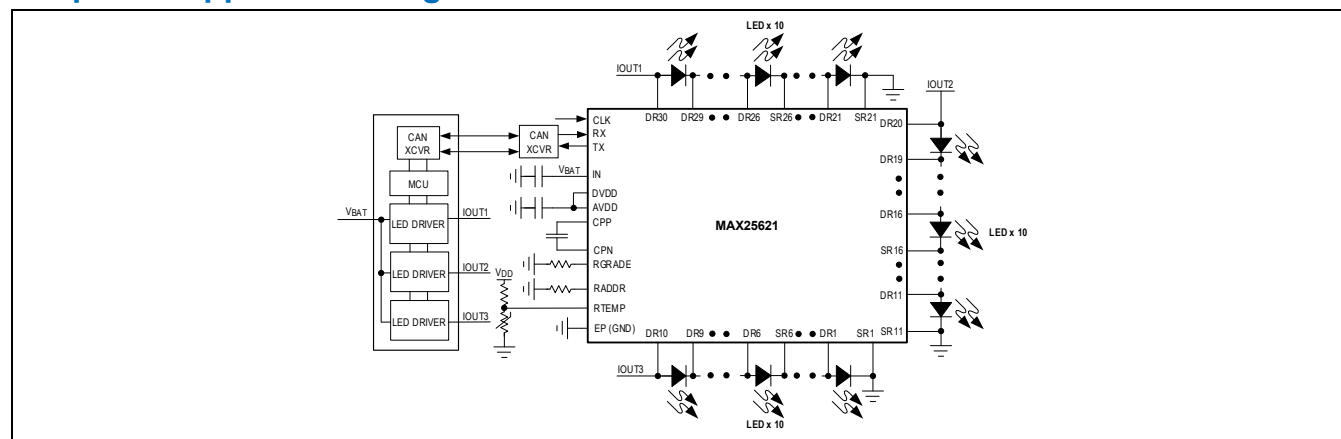 LED x 10
IOUT1
IOUT2
DR30 DR29 DR26 SR26 DR21 SR21
CLK
RX
TX
IN
DVDD
AVDD
CPP
CPN
RGRADE
RADDR
RTEMP
EP (GND)
MAX25621
DR20
DR19
DR16
SR16
DR11
SR11
LED x 10
DR10 DR9 DR6 SR6 DR1 SR1
IOUT3
LED x 10
CAN
XCVR
CAN
XCVR
MCU
VBAT
VBAT
LED DRIVER
IOUT1
LED DRIVER
IOUT2
VDD
LED DRIVER
IOUT3